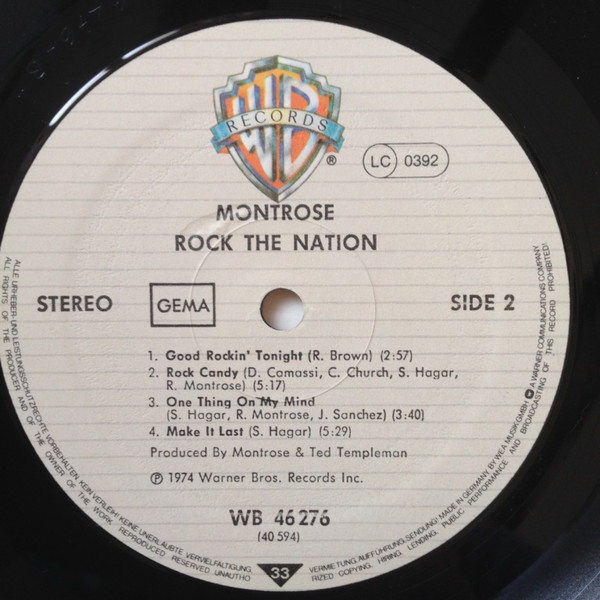 WB
RECORDS
®
LC 0392
MONTROSE
ROCK THE NATION
STEREO
GEMA
SIDE 2
1. Good Rockin' Tonight (R. Brown) (2:57)
2. Rock Candy (D. Camassi, C. Church, S. Hagar,
R. Montrose) (5:17)
3. One Thing On My Mind
(S. Hagar, R. Montrose, J. Sanchez) (3:40)
4. Make It Last (S. Hagar) (5:29)
Produced By Montrose & Ted Templeman
℗ 1974 Warner Bros. Records Inc.
WB 46 276
(40 594)
33
ALLE URHEBER- UND LEISTUNGSSCHUTZRECHTE VORBEHALTEN. KEIN VERLEIH! KEINE UNERLAUBTE VERVIELFÄLTIGUNG, VERMIETUNG, AUFFÜHRUNG, SENDUNG! MADE IN GERMANY BY WEA MUSIK GMBH A WARNER COMMUNICATIONS COMPANY
ALL RIGHTS OF THE PRODUCER AND OF THE OWNER OF THE WORK REPRODUCED RESERVED. UNAUTHORIZED COPYING, HIRING, LENDING, PUBLIC PERFORMANCE AND BROADCASTING OF THIS RECORD PROHIBITED!